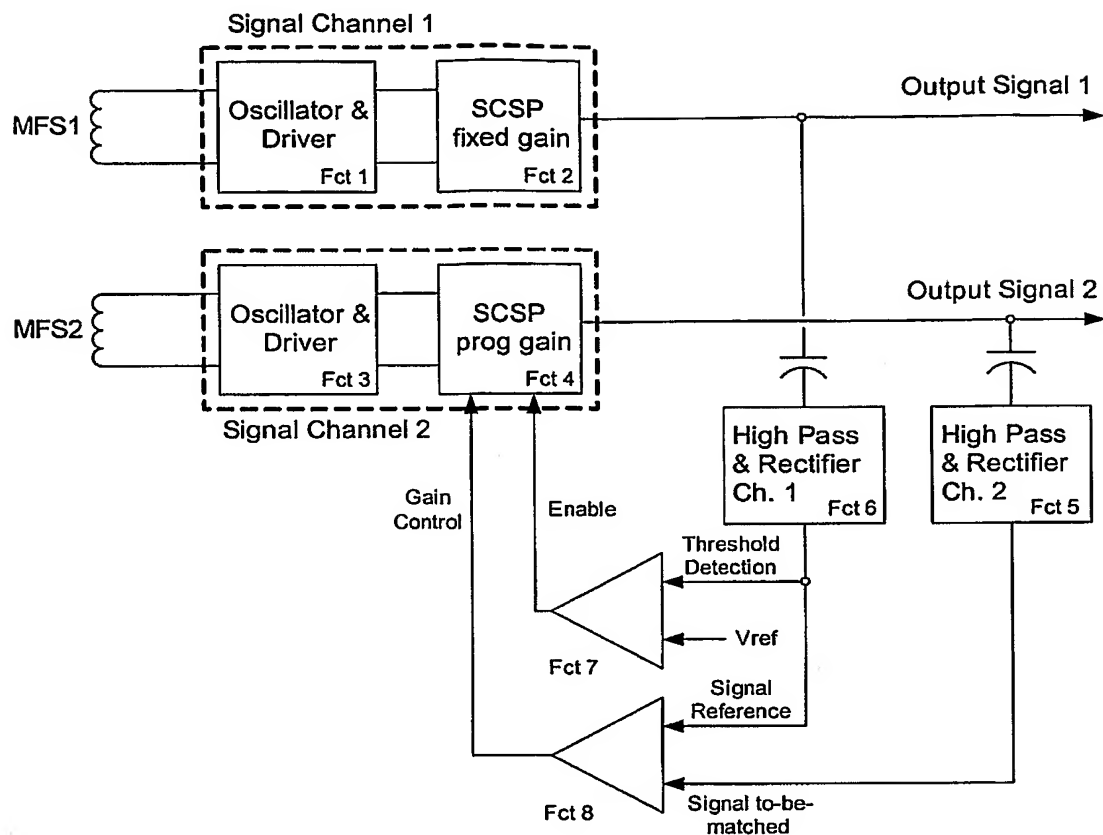 Signal Channel 1
MFS1
Oscillator &
Driver
Fct 1
SCSP
fixed gain
Fct 2
Output Signal 1
MFS2
Oscillator &
Driver
Fct 3
SCSP
prog gain
Fct 4
Output Signal 2
Signal Channel 2
High Pass
& Rectifier
Ch. 1
Fct 6
High Pass
& Rectifier
Ch. 2
Fct 5
Gain
Control
Enable
Threshold
Detection
Vref
Fct 7
Signal
Reference
Fct 8
Signal to-be-
matched